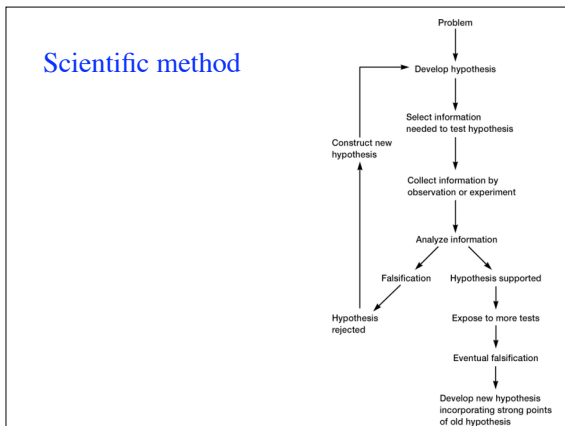 Scientific method
Problem
Develop hypothesis
Select information
needed to test hypothesis
Construct new
hypothesis
Collect information by
observation or experiment
Analyze information
Falsification
Hypothesis supported
Hypothesis
rejected
Expose to more tests
Eventual falsification
Develop new hypothesis
incorporating strong points
of old hypothesis